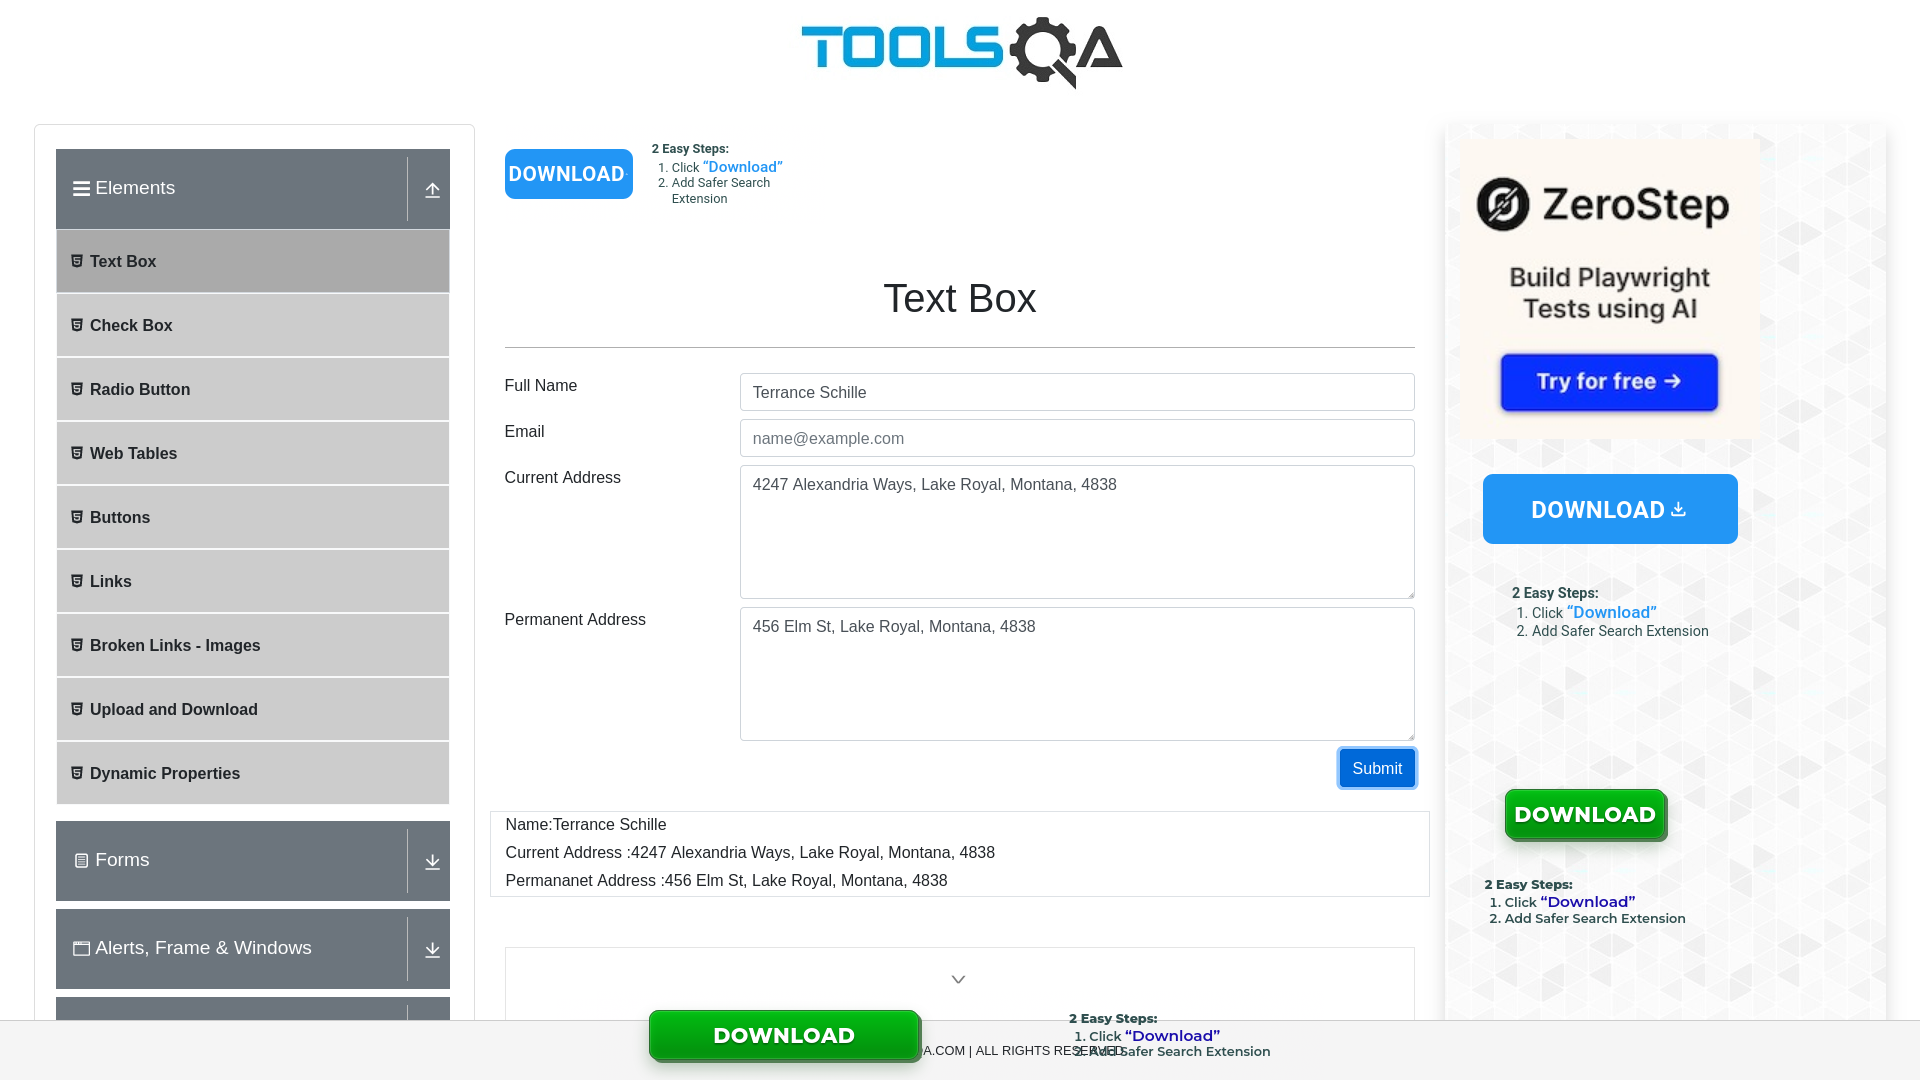 TOOLSQA
Elements
Text Box
Check Box
Radio Button
Web Tables
Buttons
Links
Broken Links - Images
Upload and Download
Dynamic Properties
Forms
Alerts, Frame & Windows
DOWNLOAD
2 Easy Steps:
1. Click “Download”
2. Add Safer Search
Extension
Text Box
Full Name
Terrance Schille
Email
name@example.com
Current Address
4247 Alexandria Ways, Lake Royal, Montana, 4838
Permanent Address
456 Elm St, Lake Royal, Montana, 4838
Submit
Name:Terrance Schille
Current Address :4247 Alexandria Ways, Lake Royal, Montana, 4838
Permananet Address :456 Elm St, Lake Royal, Montana, 4838
ZeroStep
Build Playwright
Tests using AI
Try for free →
DOWNLOAD
2 Easy Steps:
1. Click “Download”
2. Add Safer Search Extension
DOWNLOAD
2 Easy Steps:
1. Click “Download”
2. Add Safer Search Extension
DOWNLOAD
2 Easy Steps:
1. Click “Download”
2. Add Safer Search Extension
.COM | ALL RIGHTS RESERVED.